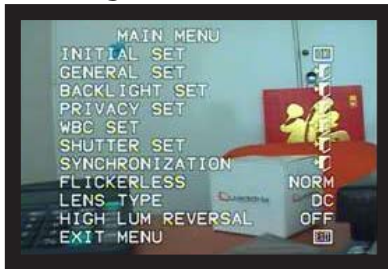 MAIN MENU
INITIAL SET
GENERAL SET
BACKLIGHT SET
PRIVACY SET
WBC SET
SHUTTER SET
SYNCHRONIZATION
FLICKERLESS NORM
LENS TYPE DC
HIGH LUM REVERSAL OFF
EXIT MENU